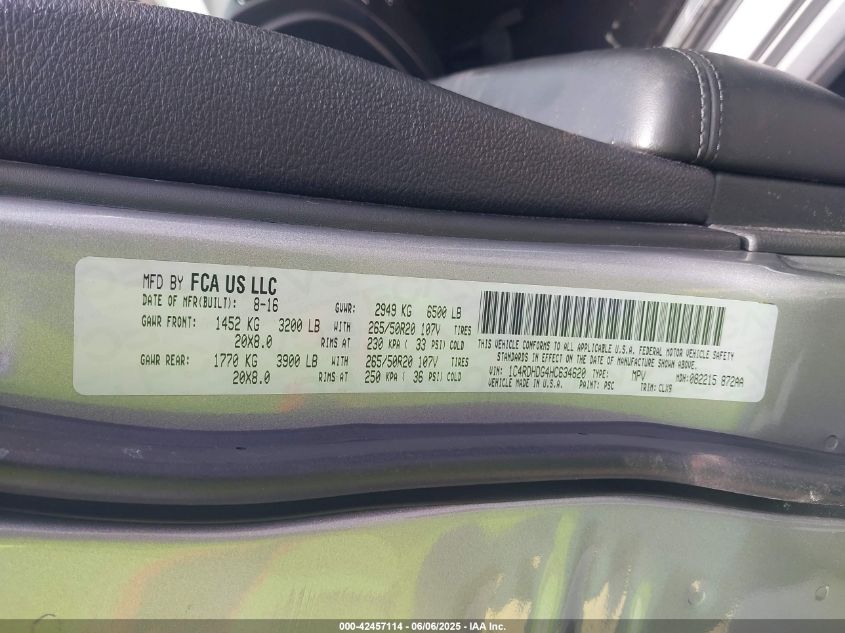 MFD BY FCA US LLC
DATE OF MFR(BUILT): 8-16 GVWR: 2949 KG 6500 LB
GAWR FRONT: 1452 KG 3200 LB WITH 265/50R20 107V TIRES
20X8.0 RIMS AT 230 KPA ( 33 PSI) COLD
GAWR REAR: 1770 KG 3900 LB WITH 265/50R20 107V TIRES
20X8.0 RIMS AT 250 KPA ( 36 PSI) COLD
THIS VEHICLE CONFORMS TO ALL APPLICABLE U.S.A. FEDERAL MOTOR VEHICLE SAFETY
STANDARDS IN EFFECT ON THE DATE OF MANUFACTURE SHOWN ABOVE.
VIN: 1C4RDHDG4HC634620 TYPE: MPV MDH: 082215 872AA
VEHICLE MADE IN U.S.A. PAINT: PSC TRIM: CLX9
000-42457114 - 06/06/2025 - IAA Inc.